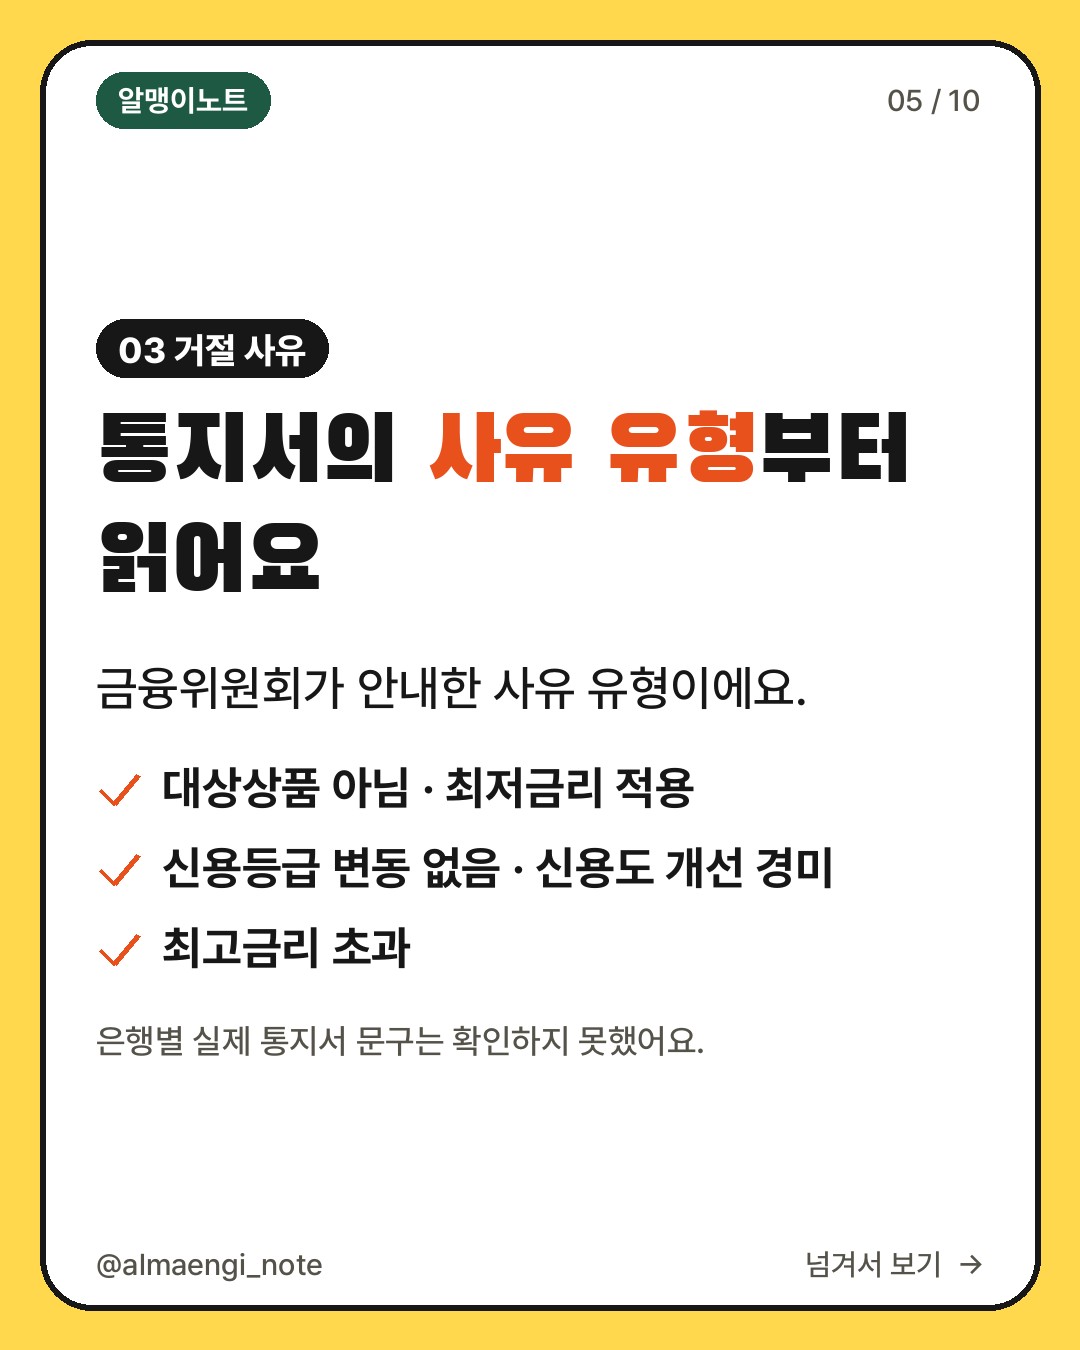 알맹이노트
05 / 10
03 거절 사유
통지서의 사유 유형부터
읽어요
금융위원회가 안내한 사유 유형이에요.
대상상품 아님 · 최저금리 적용
신용등급 변동 없음 · 신용도 개선 경미
최고금리 초과
은행별 실제 통지서 문구는 확인하지 못했어요.
@almaengi_note
넘겨서 보기 →